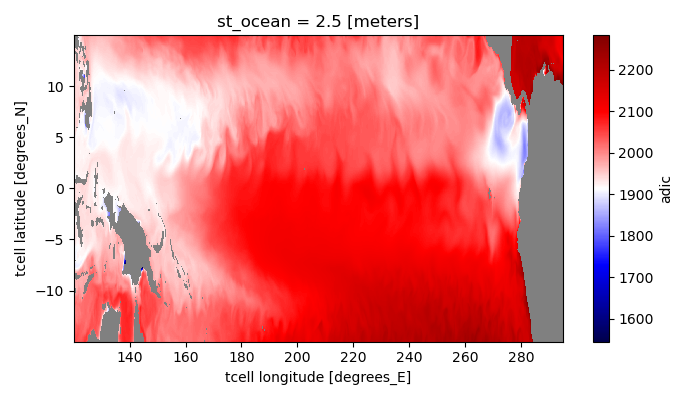 st_ocean = 2.5 [meters]
10
5
0
−5
−10
tcell latitude [degrees_N]
140 160 180 200 220 240 260 280
tcell longitude [degrees_E]
2200
2100
2000
1900
1800
1700
1600
adic